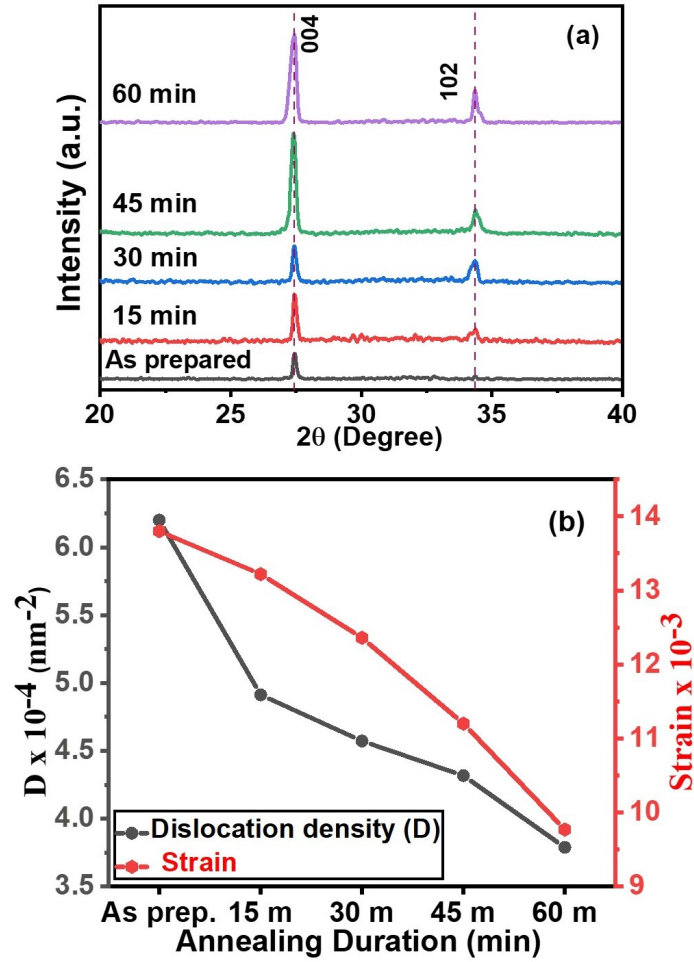 (a)
004
102
60 min
45 min
30 min
15 min
As prepared
Intensity (a.u.)
20 25 30 35 40
2θ (Degree)
(b)
6.5
6.0
5.5
5.0
4.5
4.0
3.5
D x 10-4 (nm-2)
14
13
12
11
10
9
Strain x 10-3
Dislocation density (D)
Strain
As prep. 15 m 30 m 45 m 60 m
Annealing Duration (min)